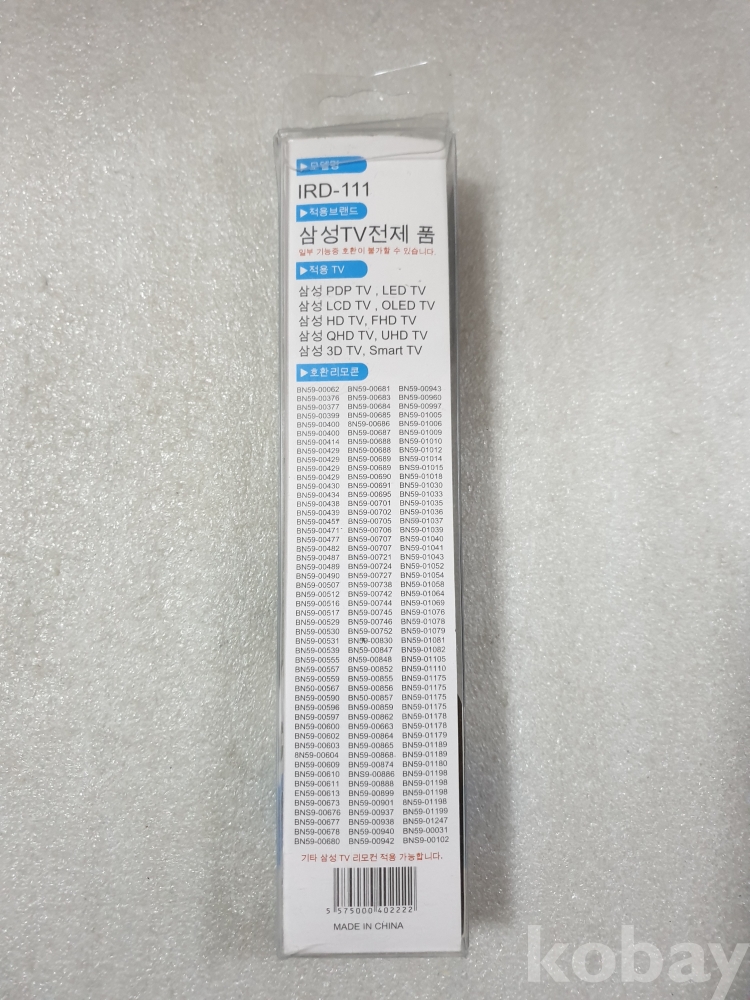 ▶모델명
IRD-111
▶적용브랜드
삼성TV전제 품
일부 기능중 호환이 불가할 수 있습니다.
▶적용 TV
삼성 PDP TV , LED TV
삼성 LCD TV , OLED TV
삼성 HD TV, FHD TV
삼성 QHD TV, UHD TV
삼성 3D TV, Smart TV
▶호환리모콘
BN59-00062 BN59-00681 BN59-00943
BN59-00376 BN59-00683 BN59-00960
BN59-00377 BN59-00684 BN59-00997
BN59-00399 BN59-00685 BN59-01005
BN59-00400 8N59-00686 BN59-01006
BN59-00400 BN59-00687 BN59-01009
BN59-00414 BN59-00688 BN59-01010
BN59-00429 BN59-00688 BN59-01012
BN59-00429 BN59-00689 BN59-01014
BN59-00429 BN59-00689 BNS9-01015
BN59-00429 BN59-00690 BN59-01018
BN59-00430 BN59-00691 BN59-01030
BN59-00434 BN59-00695 BN59-01033
BN59-00438 BN59-00701 BN59-01035
BN59-00439 BN59-00702 BN59-01036
BN59-00457 BN59-00705 BN59-01037
BN59-00471 BN59-00706 BN59-01039
BN59-00477 BN59-00707 BN59-01040
BN59-00482 BN59-00707 BN59-01041
BN59-00487 BN59-00721 BN59-01043
BN59-00489 BN59-00724 BN59-01052
BN59-00490 BN59-00727 BN59-01054
BN59-00507 BN59-00738 BN59-01058
BN59-00512 BN59-00742 BN59-01064
BN59-00516 BN59-00744 BN59-01069
BN59-00517 BN59-00745 BN59-01076
BN59-00529 BN59-00746 BN59-01078
BN59-00530 BN59-00752 BN59-01079
BN59-00531 BN59-00830 BN59-01081
BN59-00539 BN59-00847 BN59-01082
BN59-00555 8N59-00848 BN59-01105
BN59-00557 BN59-00852 BN59-01110
BN59-00559 BN59-00855 BN59-01175
BN50-00567 BN59-00856 BN59-01175
BN59-00590 BN50-00857 BN59-01175
BN59-00596 BN59-00859 BN59-01175
BN59-00597 BN59-00862 BN59-01178
BN59-00600 BN59-00663 BN59-01178
BN59-00602 BN59-00864 BN59-01179
BN59-00603 BN59-00865 BN59-01189
8N59-00604 BN59-00868 BN59-01189
BN59-00609 BN59-00874 BN59-01180
BN59-00610 BNS9-00886 BN59-01198
BN59-00611 BN59-00888 BN59-01198
EN59-00613 BN59-00899 BN59-01198
BN59-00673 BN59-00901 8N59-01198
BNS9-00676 BN59-00937 BN59-01199
BN59-00677 BN59-00938 BN59-01247
BN59-00678 BN59-00940 BN59-00031
BN59-00680 BN59-00942 BNS9-00102
기타 삼성 TV 리모컨 적용 가능합니다.
5 575000 402222
MADE IN CHINA
kobay